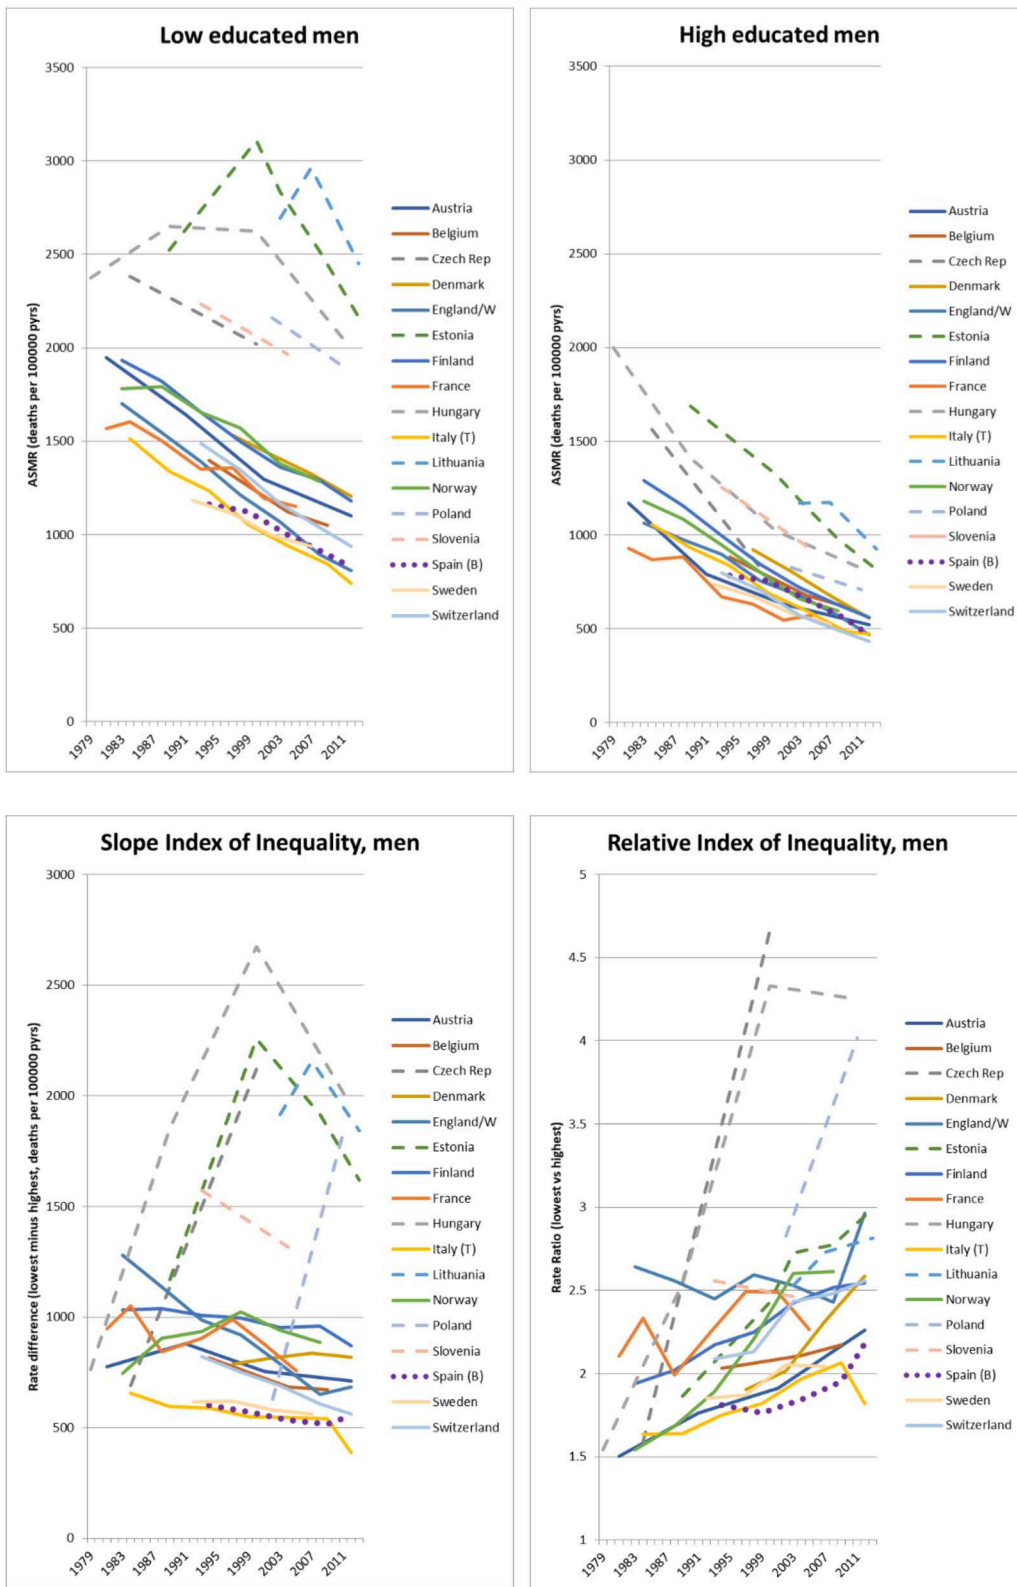 Low educated men
ASMR (deaths per 100000 pyrs)
3500
3000
2500
2000
1500
1000
500
0
1979
1983
1987
1991
1995
1999
2003
2007
2011
Austria
Belgium
Czech Rep
Denmark
England/W
Estonia
Finland
France
Hungary
Italy (T)
Lithuania
Norway
Poland
Slovenia
Spain (B)
Sweden
Switzerland
High educated men
ASMR (deaths per 100000 pyrs)
3500
3000
2500
2000
1500
1000
500
0
1979
1983
1987
1991
1995
1999
2003
2007
2011
Austria
Belgium
Czech Rep
Denmark
England/W
Estonia
Finland
France
Hungary
Italy (T)
Lithuania
Norway
Poland
Slovenia
Spain (B)
Sweden
Switzerland
Slope Index of Inequality, men
Rate difference (lowest minus highest, deaths per 100000 pyrs)
3000
2500
2000
1500
1000
500
0
1979
1983
1987
1991
1995
1999
2003
2007
2011
Austria
Belgium
Czech Rep
Denmark
England/W
Estonia
Finland
France
Hungary
Italy (T)
Lithuania
Norway
Poland
Slovenia
Spain (B)
Sweden
Switzerland
Relative Index of Inequality, men
Rate Ratio (lowest vs highest)
5
4.5
4
3.5
3
2.5
2
1.5
1
1979
1983
1987
1991
1995
1999
2003
2007
2011
Austria
Belgium
Czech Rep
Denmark
England/W
Estonia
Finland
France
Hungary
Italy (T)
Lithuania
Norway
Poland
Slovenia
Spain (B)
Sweden
Switzerland